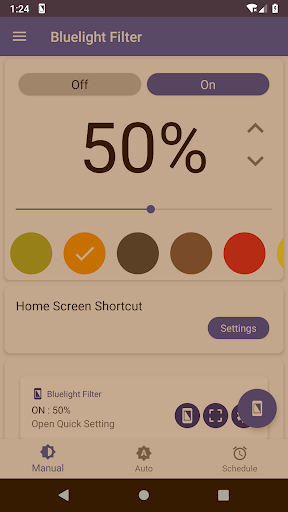 1:24
Bluelight Filter
Off
On
50%
Home Screen Shortcut
Settings
Bluelight Filter
ON : 50%
Open Quick Setting
Manual
Auto
Schedule